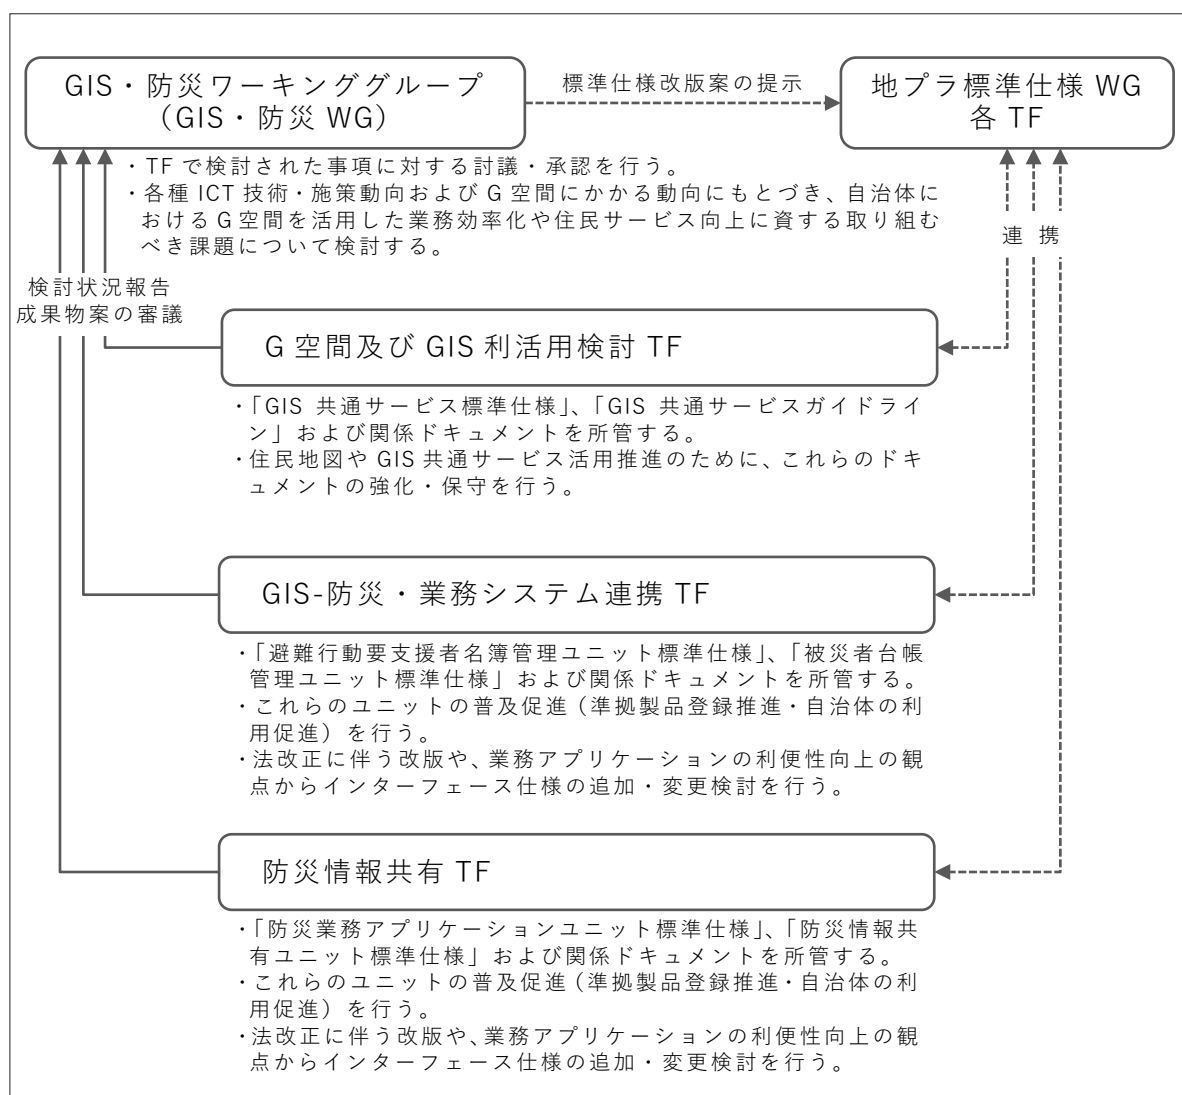 GIS・防災ワーキンググループ
（GIS・防災 WG）
標準仕様改版案の提示
地プラ標準仕様 WG
各 TF
・TF で検討された事項に対する討議・承認を行う。
・各種 ICT 技術・施策動向および G 空間にかかる動向にもとづき、自治体に
おける G 空間を活用した業務効率化や住民サービス向上に資する取り組む
べき課題について検討する。
連 携
検討状況報告
成果物案の審議
G 空間及び GIS 利活用検討 TF
・「GIS 共通サービス標準仕様」、「GIS 共通サービスガイドライ
ン」および関係ドキュメントを所管する。
・住民地図や GIS 共通サービス活用推進のために、これらのドキ
ュメントの強化・保守を行う。
GIS-防災・業務システム連携 TF
・「避難行動要支援者名簿管理ユニット標準仕様」、「被災者台帳
管理ユニット標準仕様」および関係ドキュメントを所管する。
・これらのユニットの普及促進（準拠製品登録推進・自治体の利
用促進）を行う。
・法改正に伴う改版や、業務アプリケーションの利便性向上の観
点からインターフェース仕様の追加・変更検討を行う。
防災情報共有 TF
・「防災業務アプリケーションユニット標準仕様」、「防災情報共
有ユニット標準仕様」および関係ドキュメントを所管する。
・これらのユニットの普及促進（準拠製品登録推進・自治体の利
用促進）を行う。
・法改正に伴う改版や、業務アプリケーションの利便性向上の観
点からインターフェース仕様の追加・変更検討を行う。